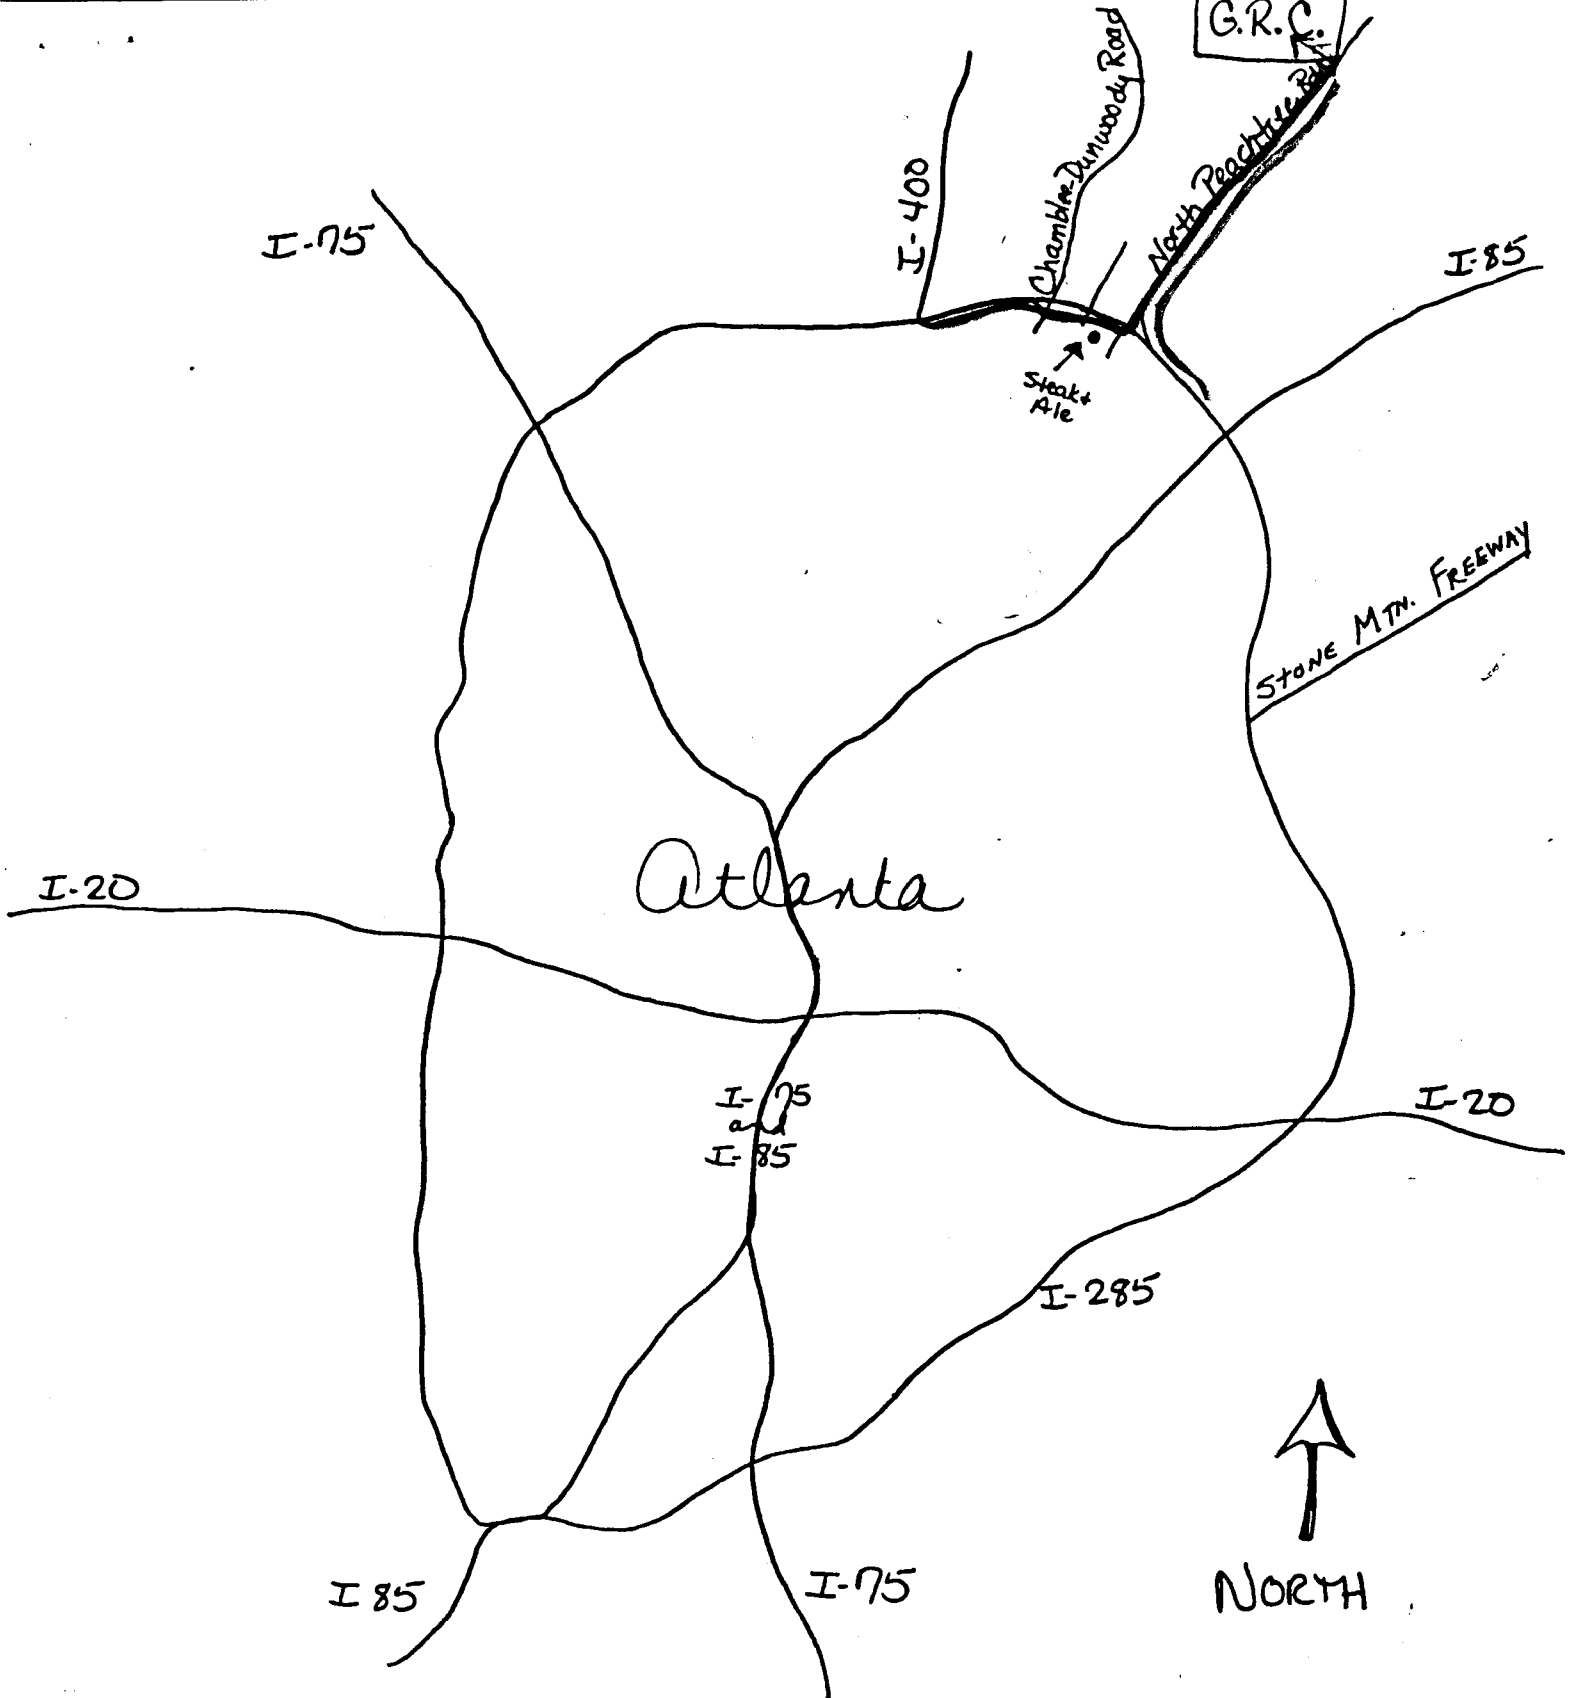 G.R.C.
Chamblee-Dunwoody Road
North Peachtree Rd.
I-400
I-75
I-85
Steak +
Ale
STONE MTN. FREEWAY
Atlanta
I-20
I-75
and
I-85
I-20
I-285
I 85
I-75
NORTH